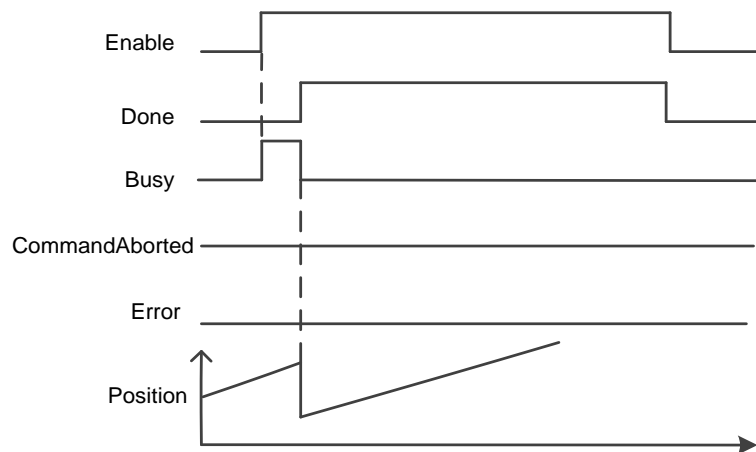 Enable
Done
Busy
CommandAborted
Error
Position